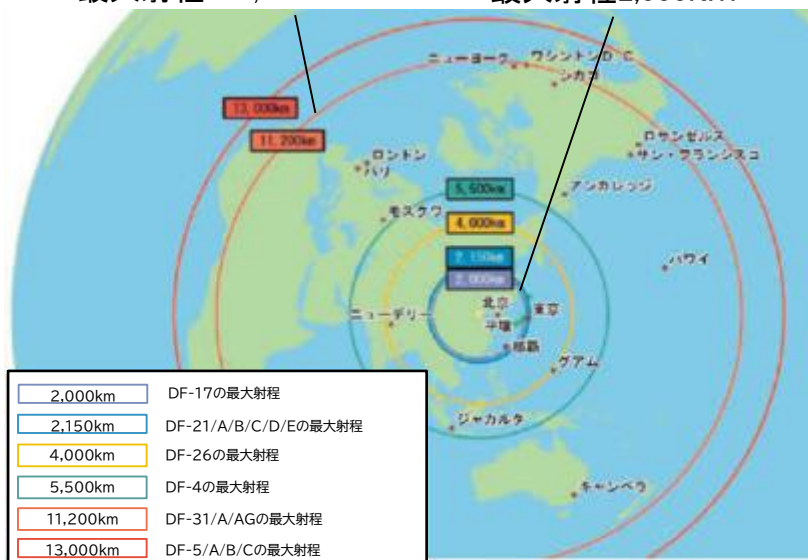 ニューヨーク
ワシントンD.C
シカゴ
13,000km
11,200km
ロサンゼルス
サン・フランシスコ
ロンドン
パリ
アンカレッジ
5,500km
モスクワ
4,000km
ハワイ
2,150km
2,000km
北京
東京
平壌
ニューデリー
那覇
グアム
ジャカルタ
キャンベラ
2,000km DF-17の最大射程
2,150km DF-21/A/B/C/D/Eの最大射程
4,000km DF-26の最大射程
5,500km DF-4の最大射程
11,200km DF-31/A/AGの最大射程
13,000km DF-5/A/B/Cの最大射程